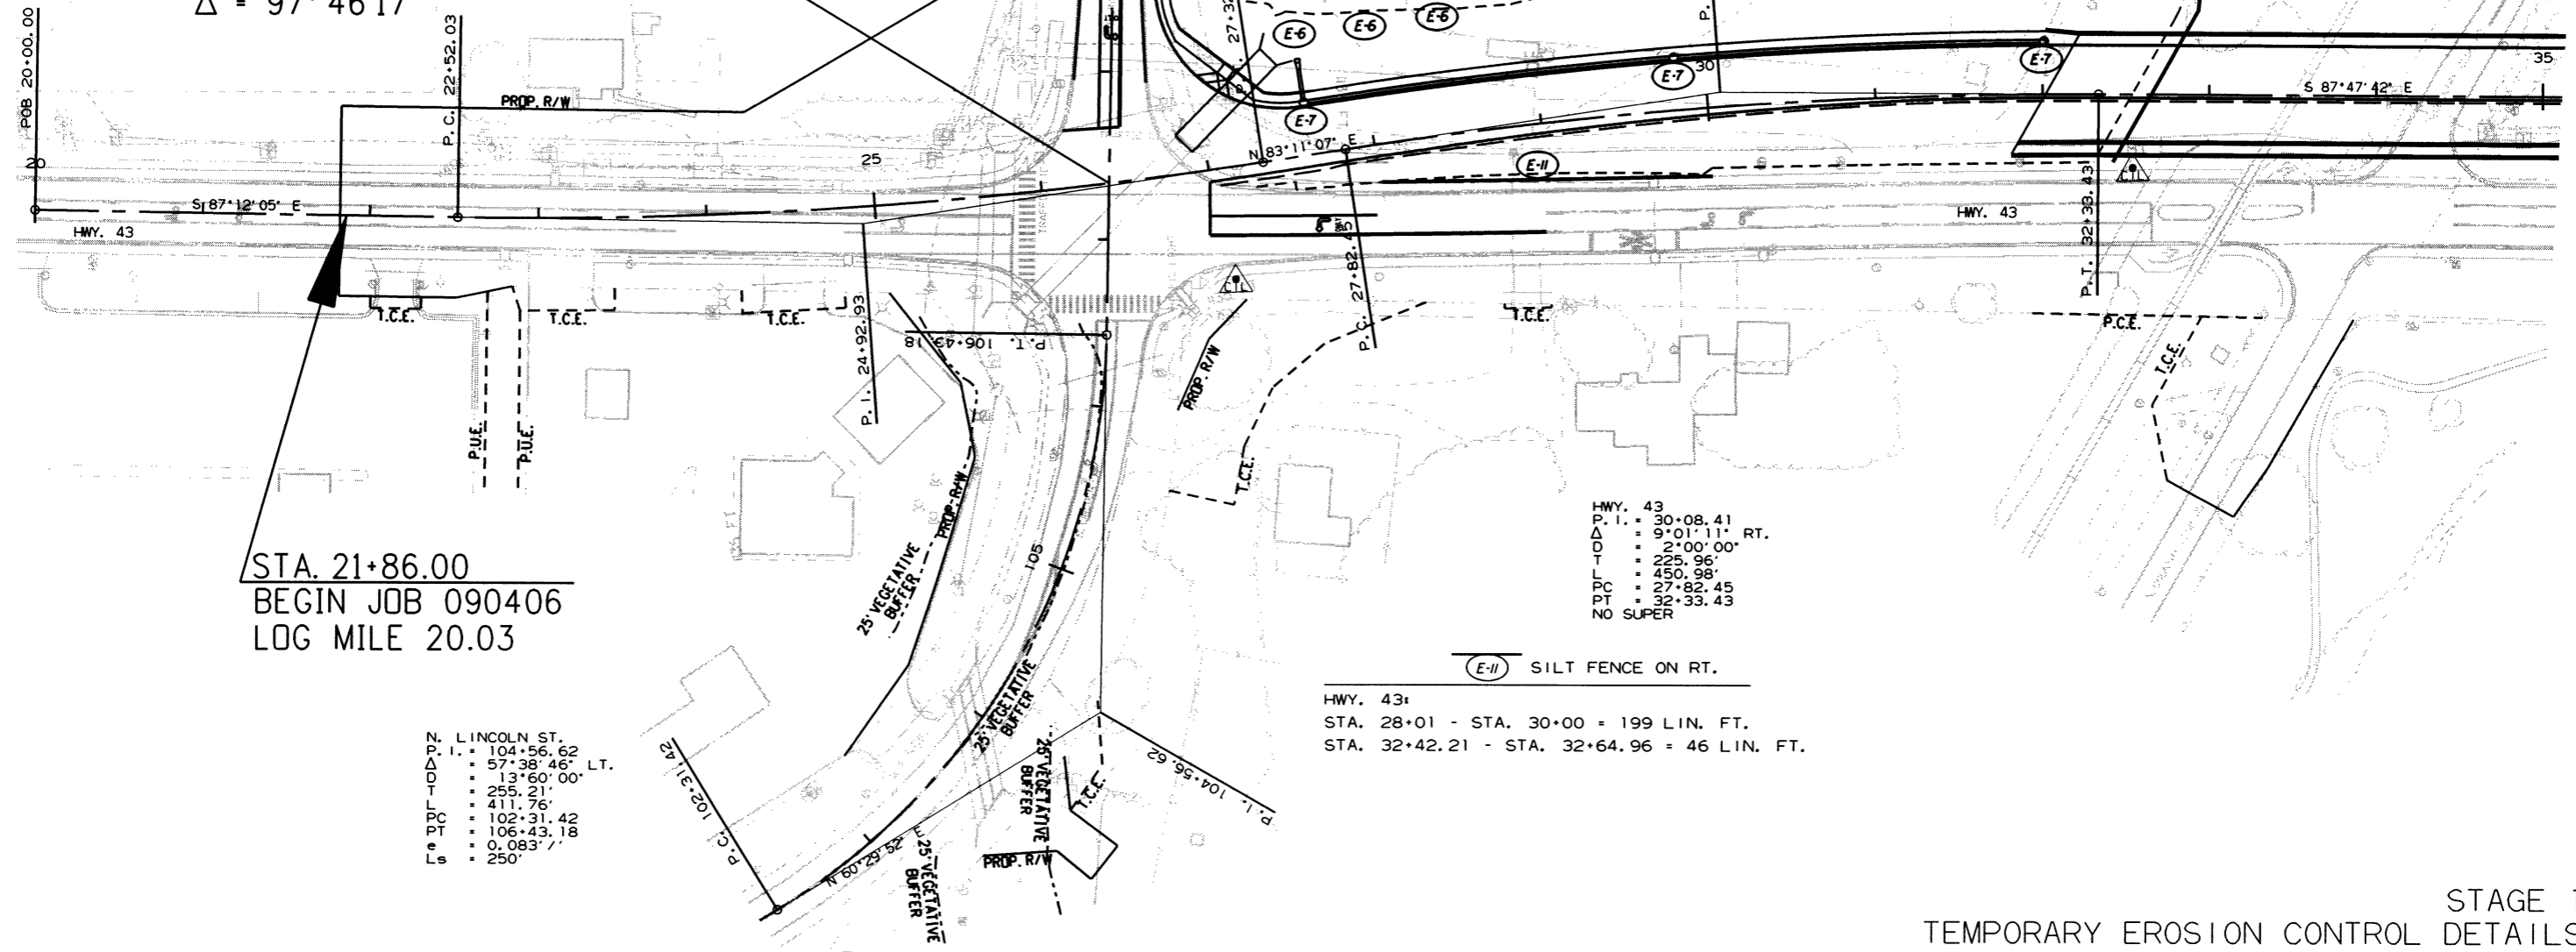 Δ = 97°46'17"
POB 20+00.00
P.C. 22+52.03
PROP. R/W
20
25
S 87°12'05" E
HWY. 43
T.C.E.
T.C.E.
T.C.E.
P.U.E.
P.U.E.
P.I. 24+92.93
P.T. 106+43.18
27+32
E-6
E-6
E-6
E-7
E-7
E-7
30
35
S 87°47'42" E
N 83°11'07" E
E-11
P.C. 27+82.45
P.T. 32+33.43
HWY. 43
T.C.E.
P.C.E.
T.C.E.
PROP. R/W
T.C.E.
PROP. R/W
25' VEGETATIVE
BUFFER
105
STA. 21+86.00
BEGIN JOB 090406
LOG MILE 20.03
HWY. 43
P.I. = 30+08.41
Δ = 9°01'11" RT.
D = 2°00'00"
T = 225.96'
L = 450.98'
PC = 27+82.45
PT = 32+33.43
NO SUPER
E-11 SILT FENCE ON RT.
HWY. 43:
STA. 28+01 - STA. 30+00 = 199 LIN. FT.
STA. 32+42.21 - STA. 32+64.96 = 46 LIN. FT.
N. LINCOLN ST.
P.I. = 104+56.62
Δ = 57°38'46" LT.
D = 13°60'00"
T = 255.21'
L = 411.76'
PC = 102+31.42
PT = 106+43.18
e = 0.083'/'
Ls = 250'
P.C. 102+31.42
N 60°29'52" E
25' VEGETATIVE
BUFFER
25' VEGETATIVE
BUFFER
25' VEGETATIVE
BUFFER
T.C.E.
PROP. R/W
P.I. 104+56.62
STAGE
TEMPORARY EROSION CONTROL DETAILS